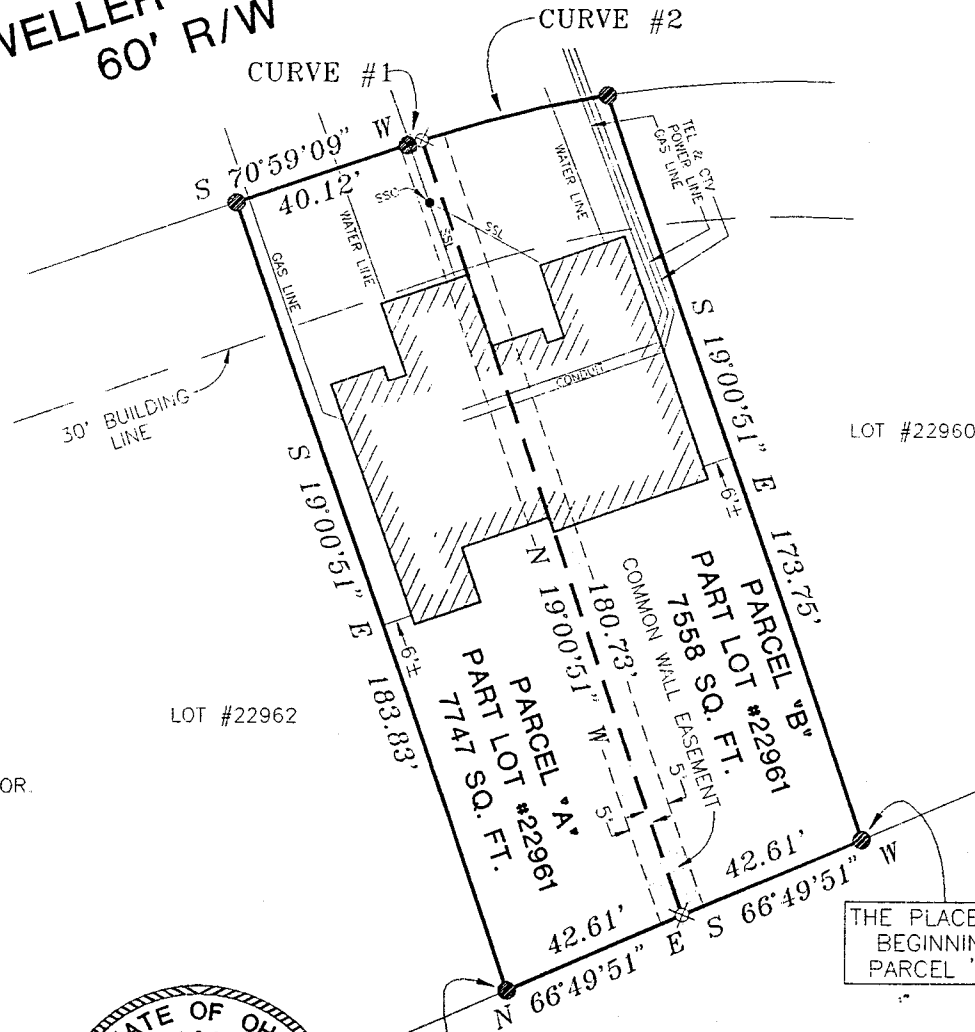 WELLER
60' R/W
CURVE #2
CURVE #1
S 70°59'09" W
40.12'
TEL & CTV
POWER LINE
GAS LINE
WATER LINE
SSC
SSL
SSL
WATER LINE
GAS LINE
CONDUIT
30' BUILDING
LINE
LOT #22960
S 19°00'51" E
173.75'
6'±
S 19°00'51" E
183.83'
6'±
N 19°00'51" W
180.73'
COMMON WALL EASEMENT
5'
5'
PARCEL "B"
PART LOT #22961
7558 SQ. FT.
PARCEL "A"
PART LOT #22961
7747 SQ. FT.
LOT #22962
OR.
42.61'
S 66°49'51" W
42.61'
N 66°49'51" E
THE PLACE
BEGINNIN
PARCEL "
ATE OF OH